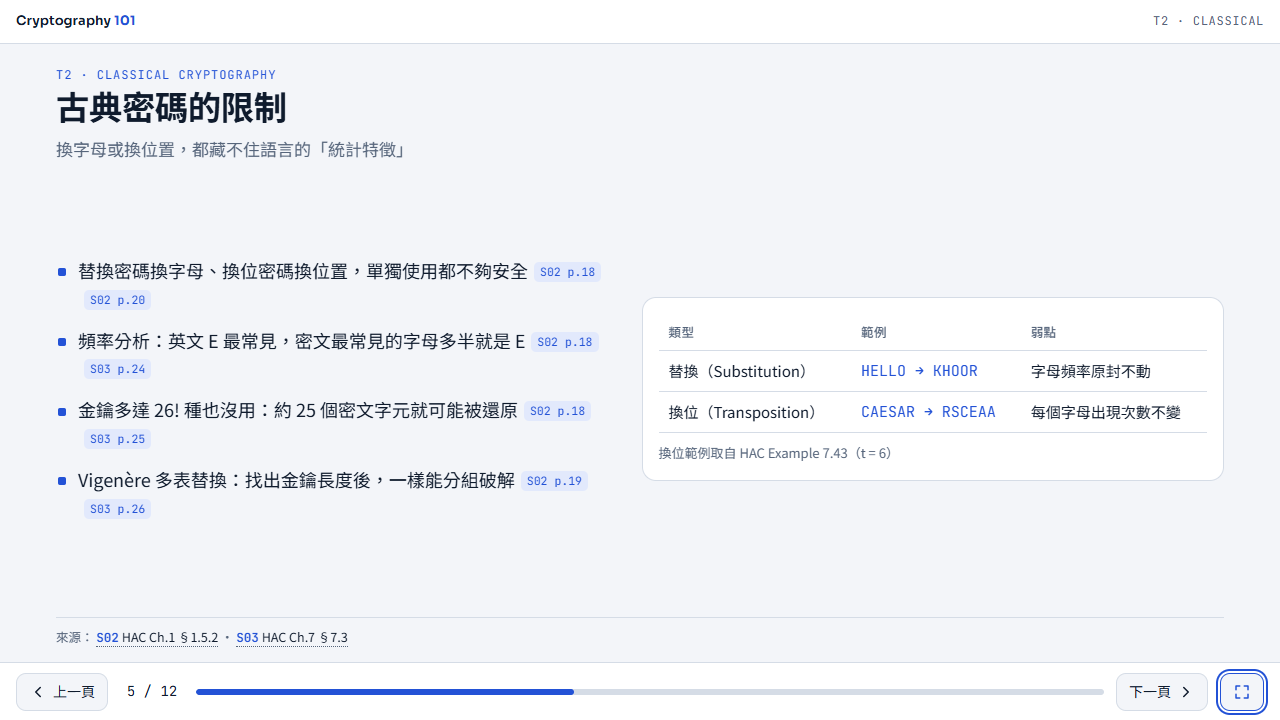 Cryptography 101
T2 · CLASSICAL
T2 · CLASSICAL CRYPTOGRAPHY
古典密碼的限制
換字母或換位置，都藏不住語言的「統計特徵」
替換密碼換字母、換位密碼換位置，單獨使用都不夠安全 S02 p.18
S02 p.20
頻率分析：英文 E 最常見，密文最常見的字母多半就是 E S02 p.18
S03 p.24
金鑰多達 26! 種也沒用：約 25 個密文字元就可能被還原 S02 p.18
S03 p.25
Vigenère 多表替換：找出金鑰長度後，一樣能分組破解 S02 p.19
S03 p.26
類型 範例 弱點
替換（Substitution） HELLO → KHOOR 字母頻率原封不動
換位（Transposition） CAESAR → RSCEAA 每個字母出現次數不變
換位範例取自 HAC Example 7.43（t = 6）
來源： S02 HAC Ch.1 §1.5.2 · S03 HAC Ch.7 §7.3
上一頁 5 / 12 下一頁